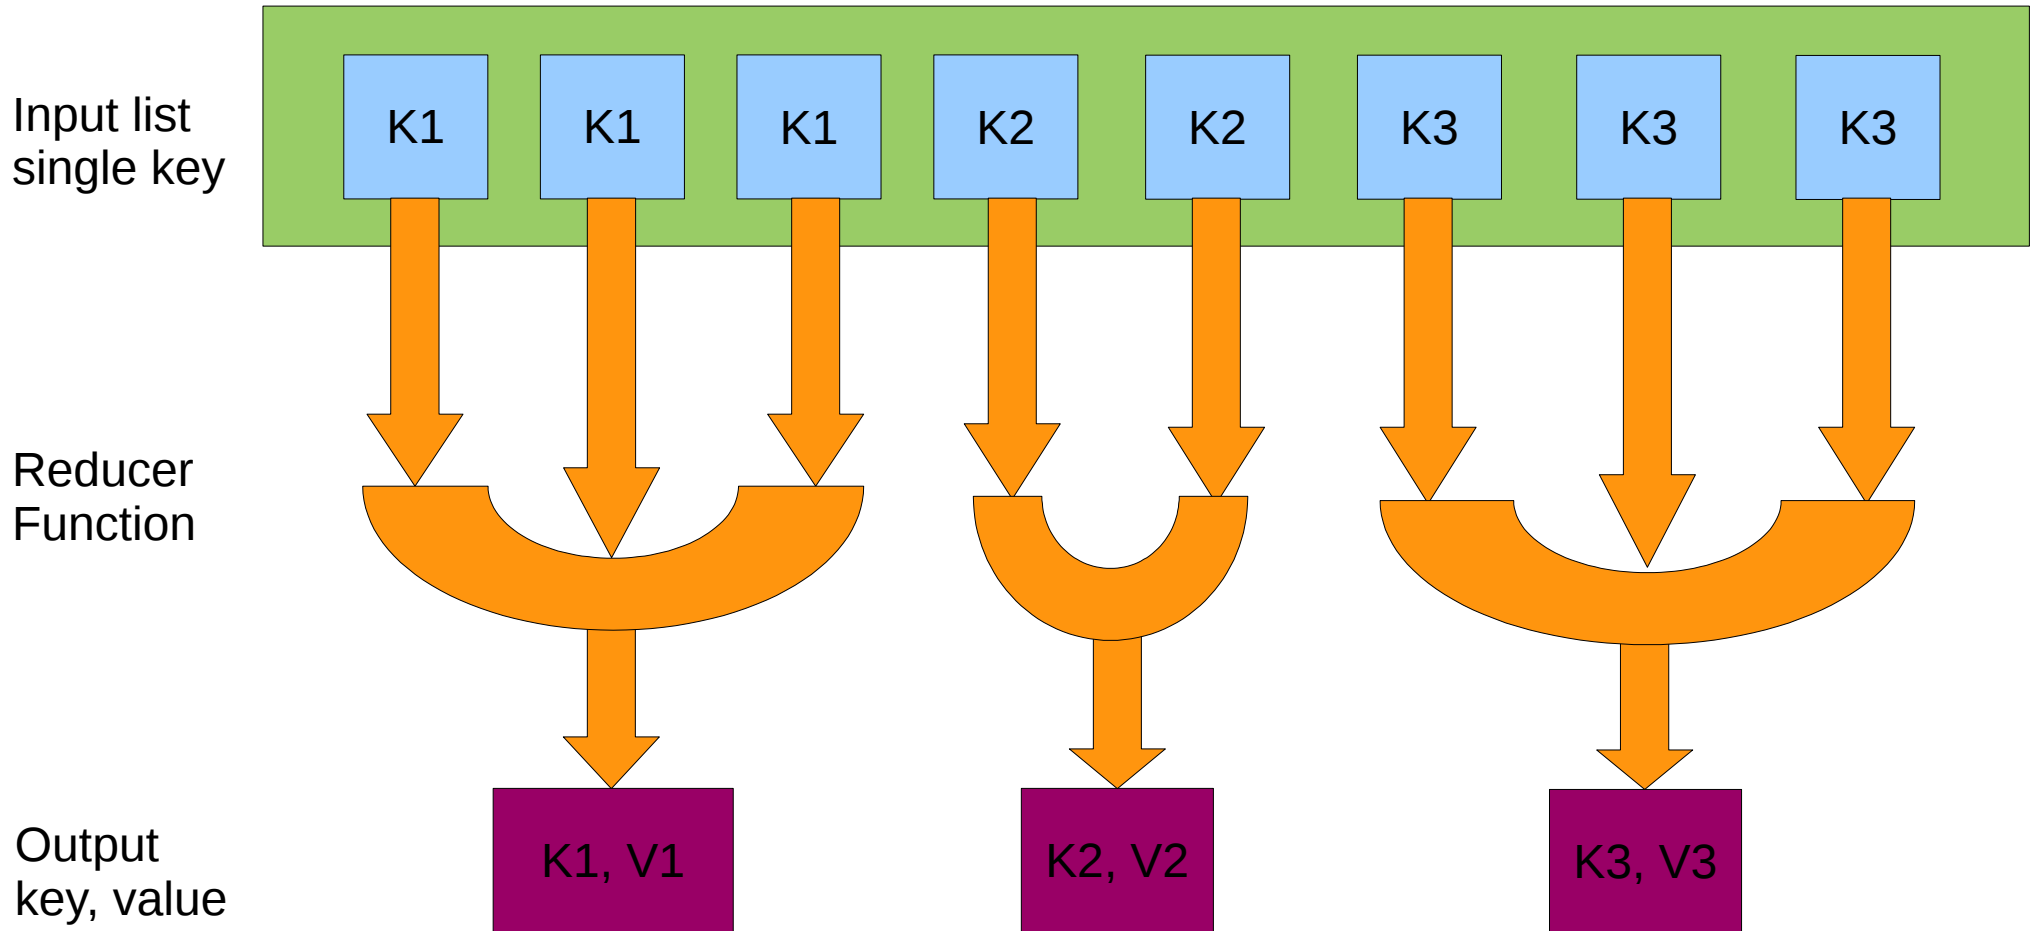 Input list
single key
K1
K1
K1
K2
K2
K3
K3
K3
Reducer
Function
Output
key, value
K1, V1
K2, V2
K3, V3